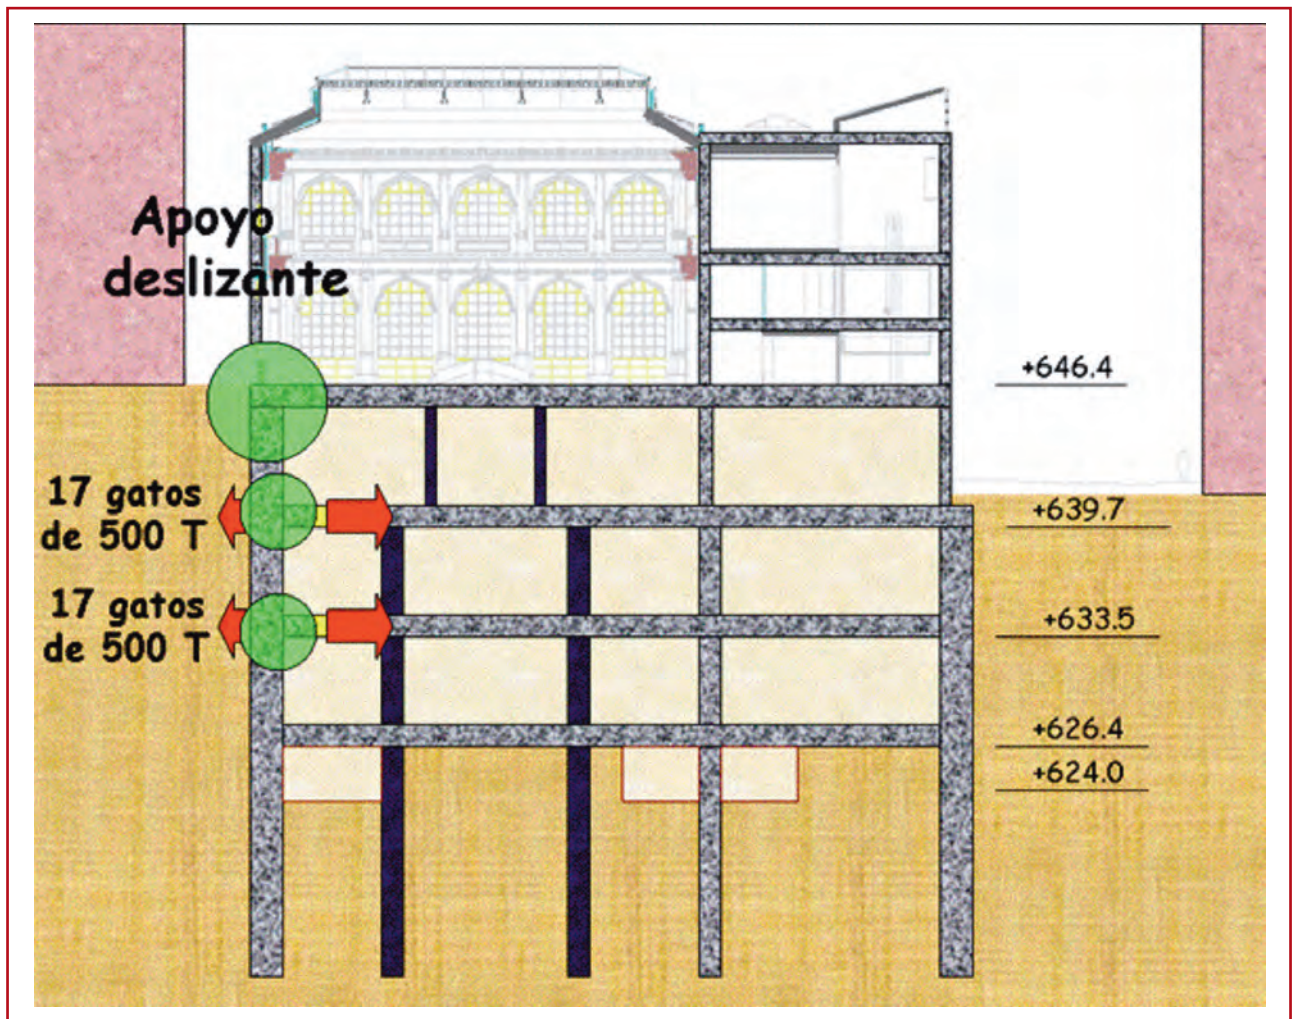 Apoyo
deslizante
+646.4
17 gatos
de 500 T
+639.7
17 gatos
de 500 T
+633.5
+626.4
+624.0